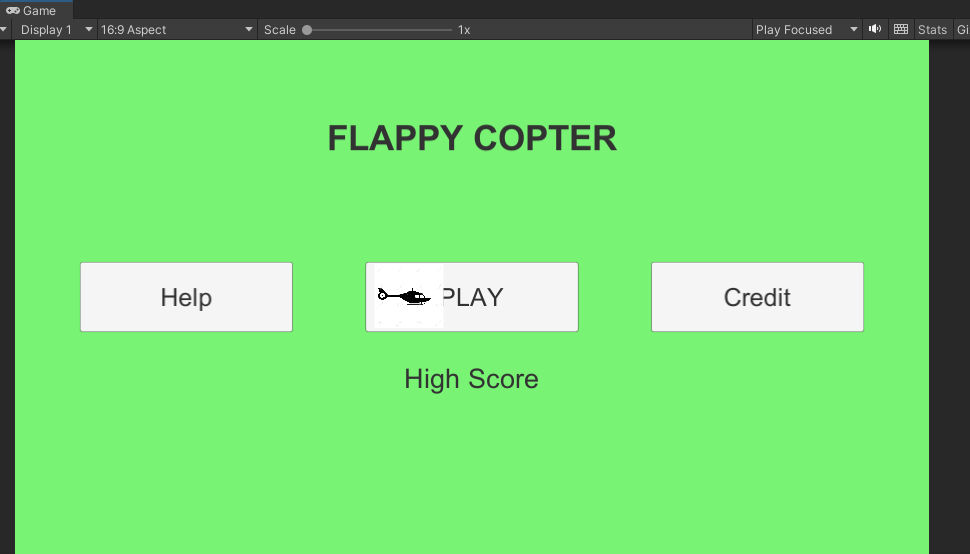 Game
Display 1 16:9 Aspect Scale 1x Play Focused Stats Gi
FLAPPY COPTER
Help PLAY Credit
High Score